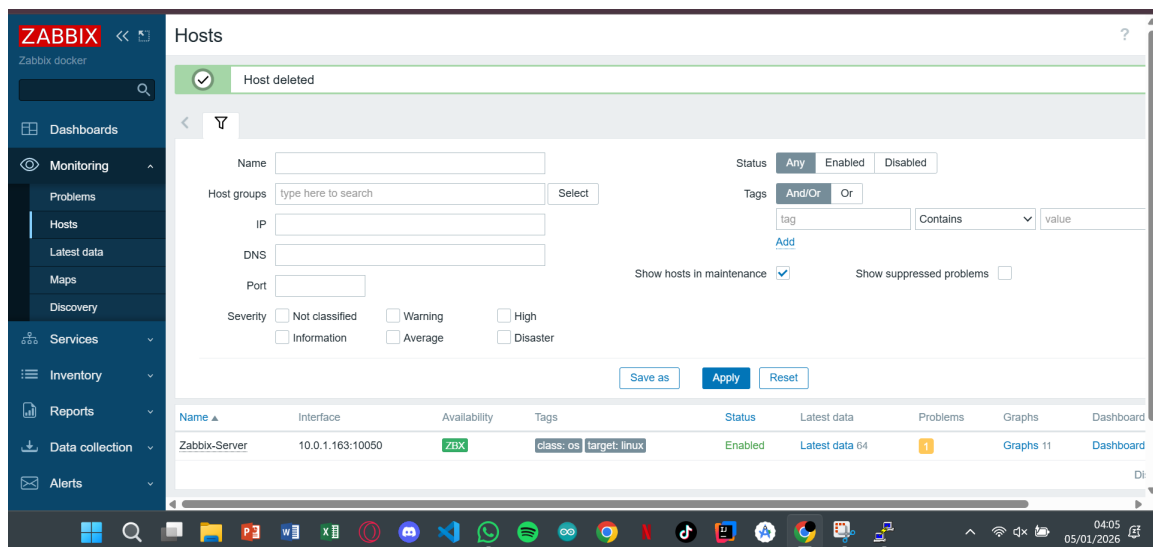 ZABBIX
Zabbix docker
Dashboards
Monitoring
Problems
Hosts
Latest data
Maps
Discovery
Services
Inventory
Reports
Data collection
Alerts
Hosts
?
Host deleted
Name
Status Any Enabled Disabled
Host groups type here to search Select
Tags And/Or Or
IP
tag Contains value
Add
DNS
Show hosts in maintenance Show suppressed problems
Port
Severity Not classified Warning High
Information Average Disaster
Save as Apply Reset
Name Interface Availability Tags Status Latest data Problems Graphs Dashboard
Zabbix-Server 10.0.1.163:10050 ZBX class: os target: linux Enabled Latest data 64 1 Graphs 11 Dashboard
04:05
05/01/2026